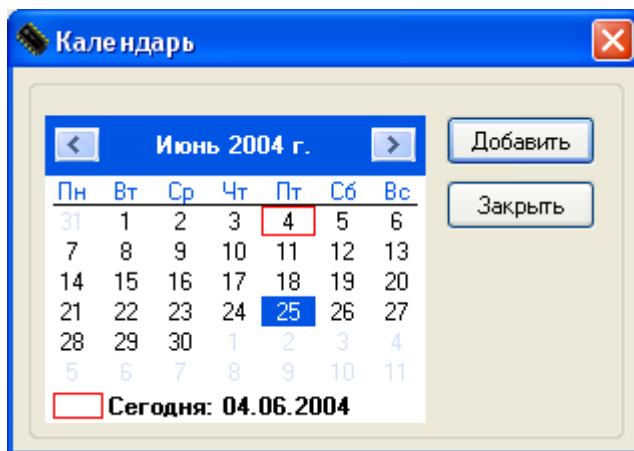 Календарь
Июнь 2004 г.
Пн Вт Ср Чт Пт Сб Вс
31 1 2 3 4 5 6
7 8 9 10 11 12 13
14 15 16 17 18 19 20
21 22 23 24 25 26 27
28 29 30 1 2 3 4
5 6 7 8 9 10 11
Сегодня: 04.06.2004
Добавить
Закрыть